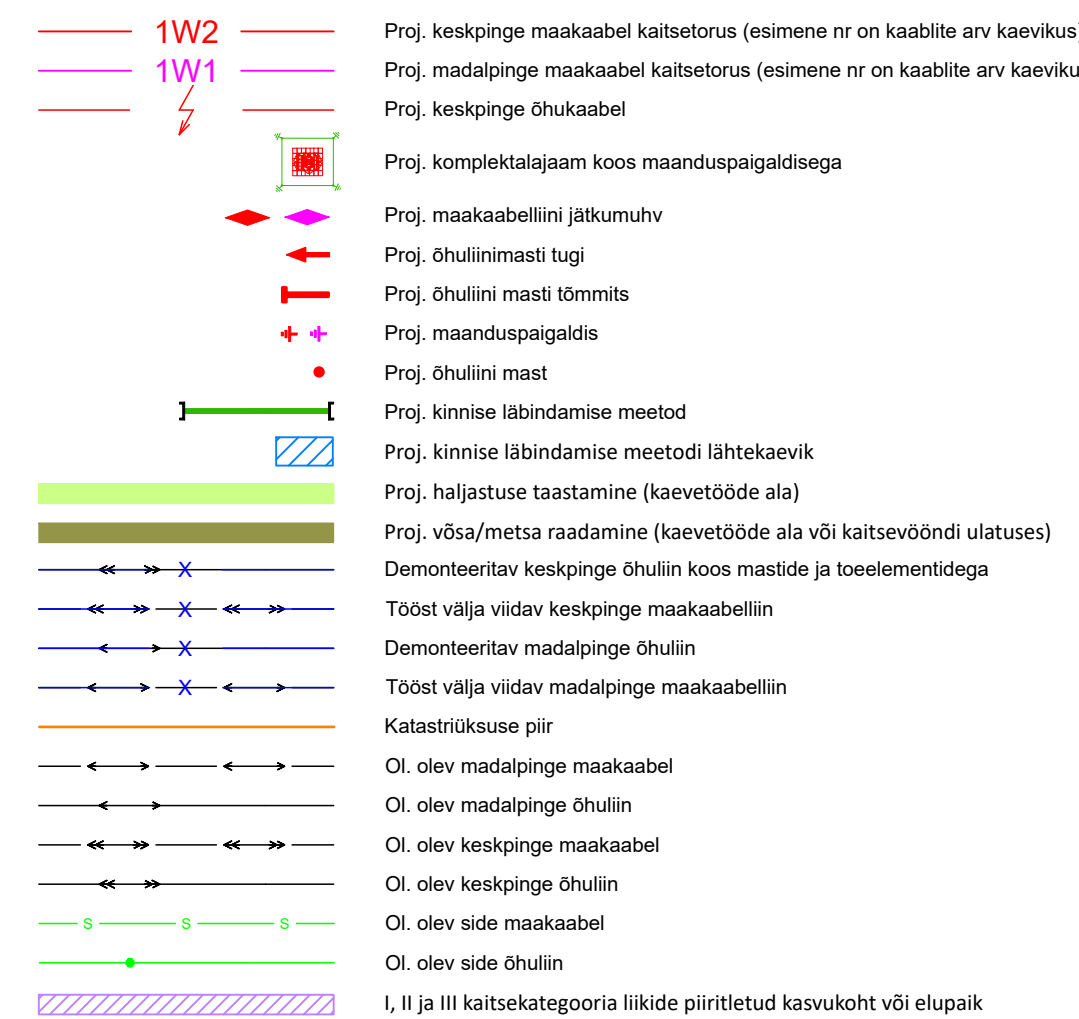 1W2 Proj. keskpinge maakaabel kaitsetorus (esimene nr on kaablite arv kaevikus)
1W1 Proj. madalpinge maakaabel kaitsetorus (esimene nr on kaablite arv kaeviku
Proj. keskpinge õhukaabel
Proj. komplektalajaam koos maanduspaigaldisega
Proj. maakaabelliini jätkumuhv
Proj. õhuliinimasti tugi
Proj. õhuliini masti tõmmits
Proj. maanduspaigaldis
Proj. õhuliini mast
Proj. kinnise läbindamise meetod
Proj. kinnise läbindamise meetodi lähtekaevik
Proj. haljastuse taastamine (kaevetööde ala)
Proj. võsa/metsa raadamine (kaevetööde ala või kaitsevööndi ulatuses)
X Demonteeritav keskpinge õhuliin koos mastide ja toeelementidega
X Tööst välja viidav keskpinge maakaabelliin
X Demonteeritav madalpinge õhuliin
X Tööst välja viidav madalpinge maakaabelliin
Katastriüksuse piir
Ol. olev madalpinge maakaabel
Ol. olev madalpinge õhuliin
Ol. olev keskpinge maakaabel
Ol. olev keskpinge õhuliin
S S S Ol. olev side maakaabel
Ol. olev side õhuliin
I, II ja III kaitsekategooria liikide piiritletud kasvukoht või elupaik